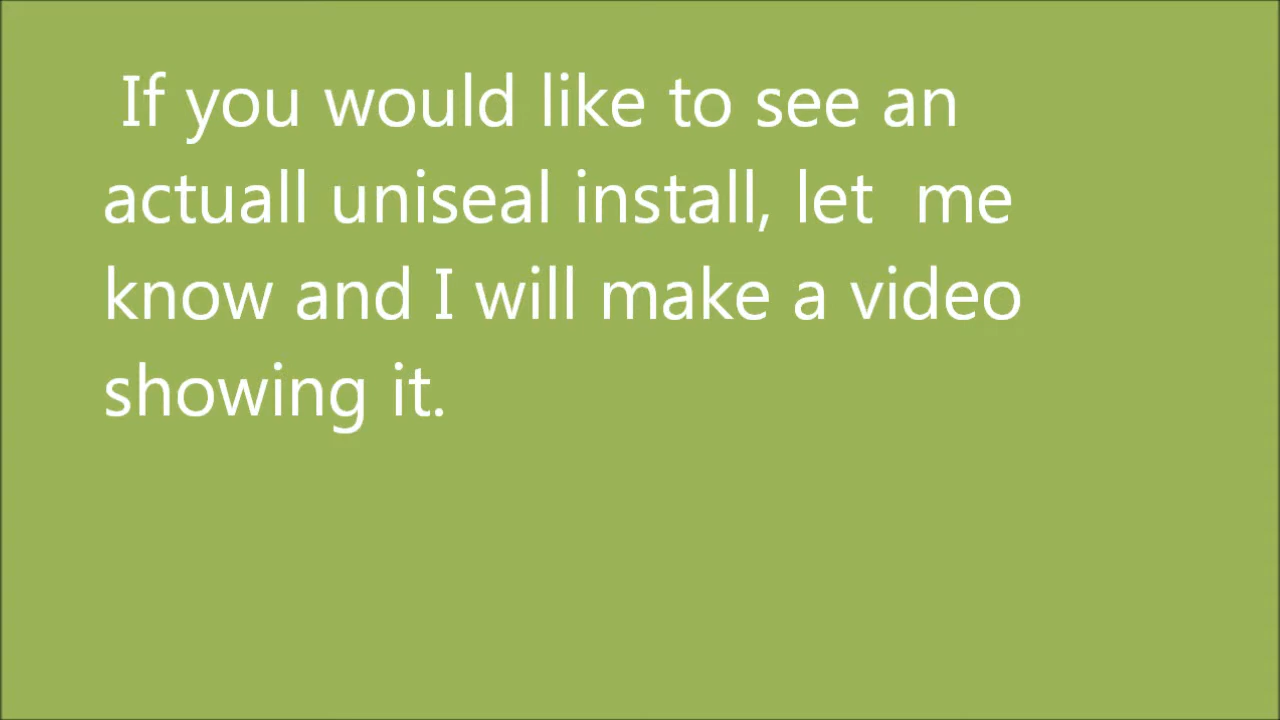 If you would like to see an
actuall uniseal install, let  me
know and I will make a video
showing it.